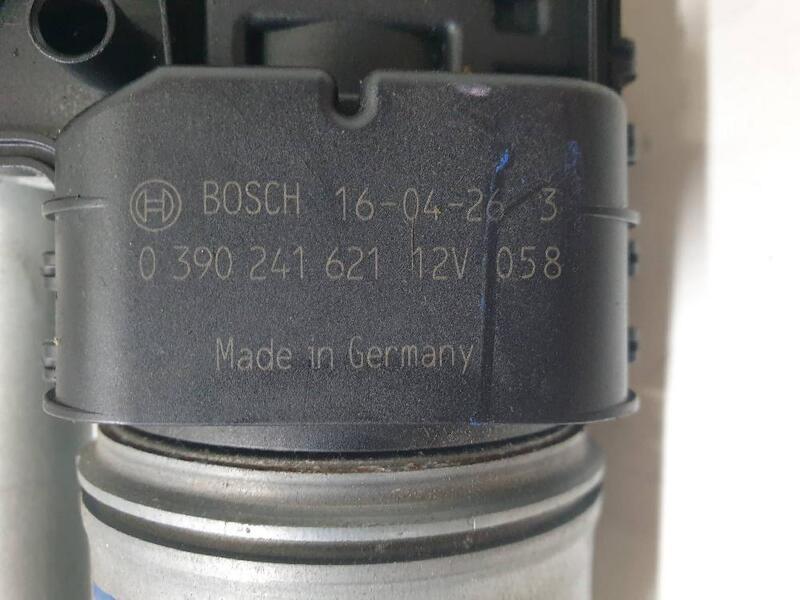 BOSCH 16-04-26 3
0 390 241 621 12V 058
Made in Germany